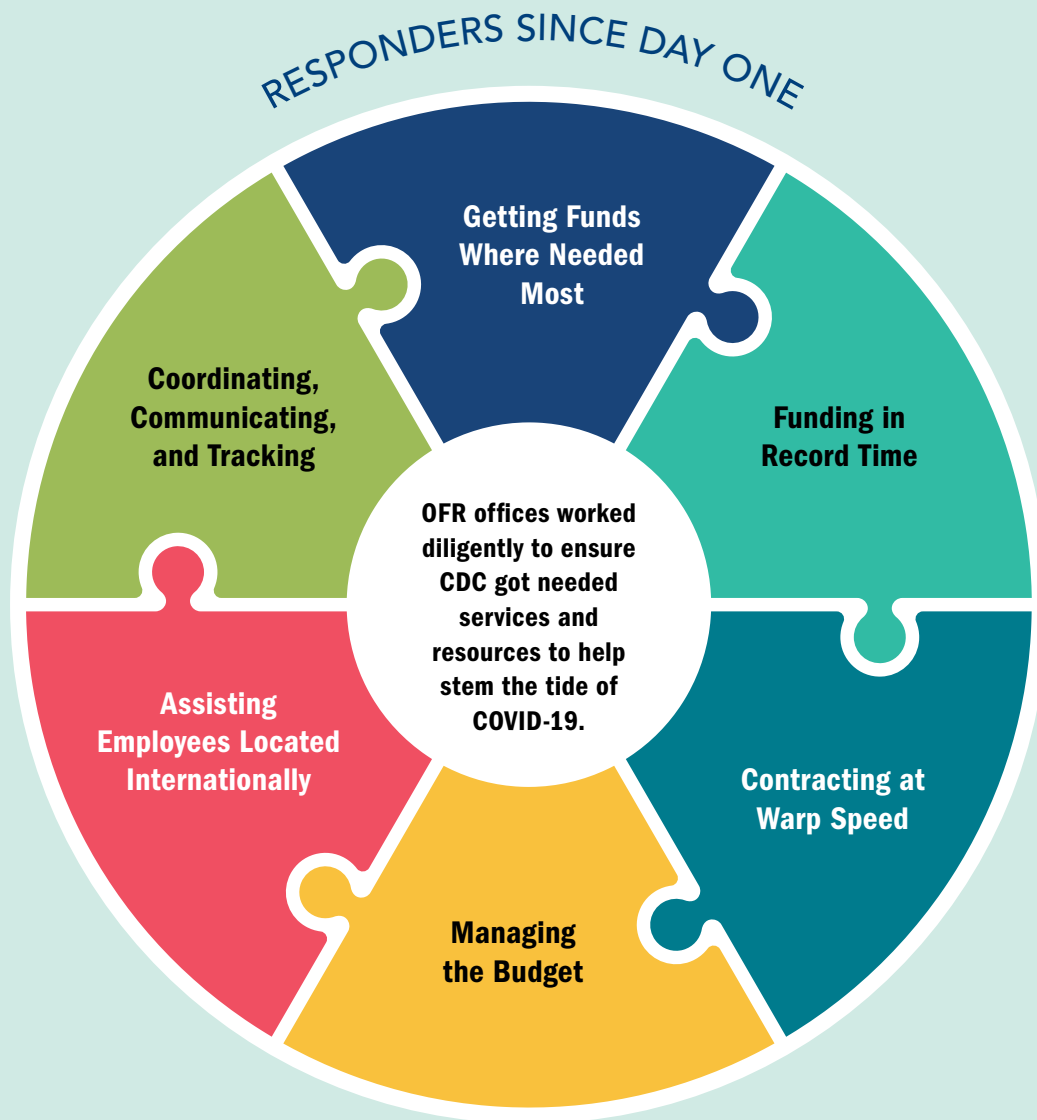 RESPONDERS SINCE DAY ONE
Getting Funds
Where Needed
Most
Funding in
Record Time
Contracting at
Warp Speed
Managing
the Budget
Assisting
Employees Located
Internationally
Coordinating,
Communicating,
and Tracking
OFR offices worked
diligently to ensure
CDC got needed
services and
resources to help
stem the tide of
COVID-19.